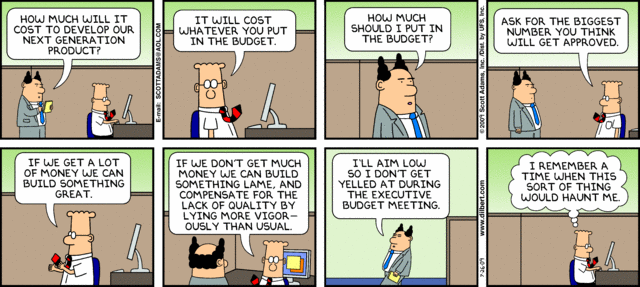 HOW MUCH WILL IT
COST TO DEVELOP OUR
NEXT GENERATION
PRODUCT?
E-mail: SCOTTADAMS@AOL.COM
IT WILL COST
WHATEVER YOU PUT
IN THE BUDGET.
HOW MUCH
SHOULD I PUT IN
THE BUDGET?
© 2009 Scott Adams, Inc. /Dist. by UFS, Inc.
ASK FOR THE BIGGEST
NUMBER YOU THINK
WILL GET APPROVED.
IF WE GET A LOT
OF MONEY WE CAN
BUILD SOMETHING
GREAT.
IF WE DON'T GET MUCH
MONEY WE CAN BUILD
SOMETHING LAME, AND
COMPENSATE FOR THE
LACK OF QUALITY BY
LYING MORE VIGOR–
OUSLY THAN USUAL.
I'LL AIM LOW
SO I DON'T GET
YELLED AT DURING
THE EXECUTIVE
BUDGET MEETING.
7-26-09
www.dilbert.com
I REMEMBER A
TIME WHEN THIS
SORT OF THING
WOULD HAUNT ME.